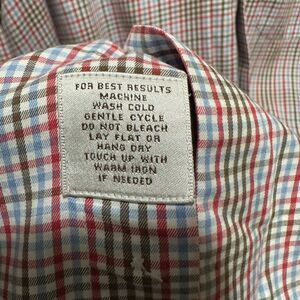 FOR BEST RESULTS
MACHINE
WASH COLD
GENTLE CYCLE
DO NOT BLEACH
LAY FLAT OR
HANG DRY
TOUCH UP WITH
WARM IRON
IF NEEDED